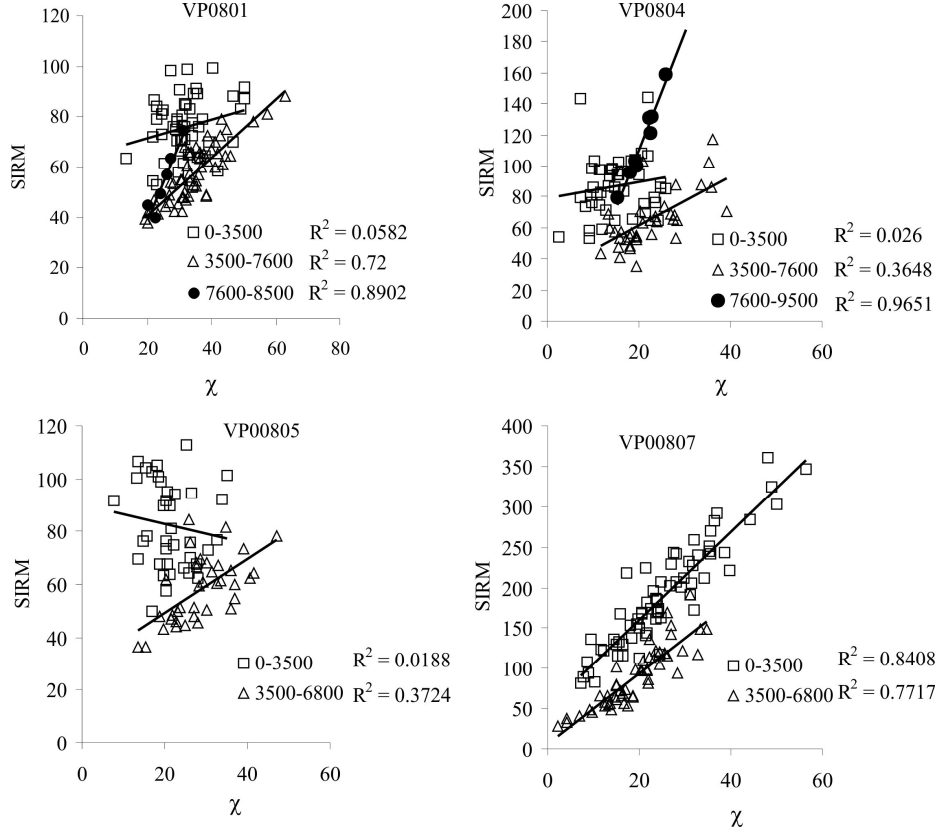 VP0801
120
100
80
60
40
20
0
SIRM
0 20 40 60 80
χ
0-3500 R² = 0.0582
3500-7600 R² = 0.72
7600-8500 R² = 0.8902
VP0804
200
180
160
140
120
100
80
60
40
20
0
SIRM
0 20 40 60
χ
0-3500 R² = 0.026
3500-7600 R² = 0.3648
7600-9500 R² = 0.9651
VP00805
120
100
80
60
40
20
0
SIRM
0 20 40 60
χ
0-3500 R² = 0.0188
3500-6800 R² = 0.3724
VP00807
400
350
300
250
200
150
100
50
0
SIRM
0 20 40 60
χ
0-3500 R² = 0.8408
3500-6800 R² = 0.7717